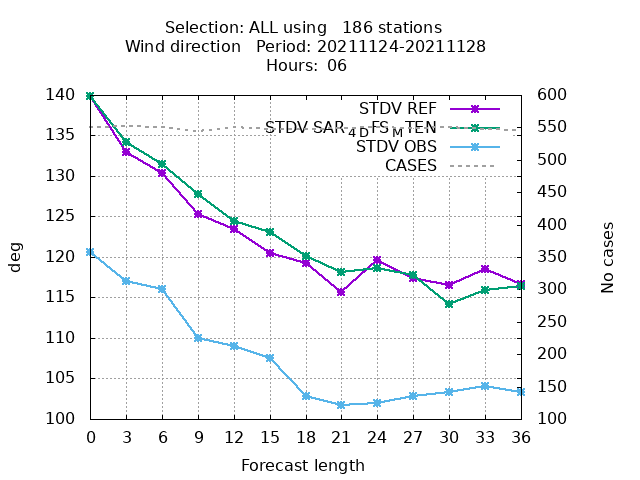 Selection: ALL using 186 stations
Wind direction Period: 20211124-20211128
Hours: 06
STDV REF
STDV SAR4DFSMTEN
STDV OBS
CASES
140
135
130
125
120
115
110
105
100
deg
600
550
500
450
400
350
300
250
200
150
100
No cases
0 3 6 9 12 15 18 21 24 27 30 33 36
Forecast length